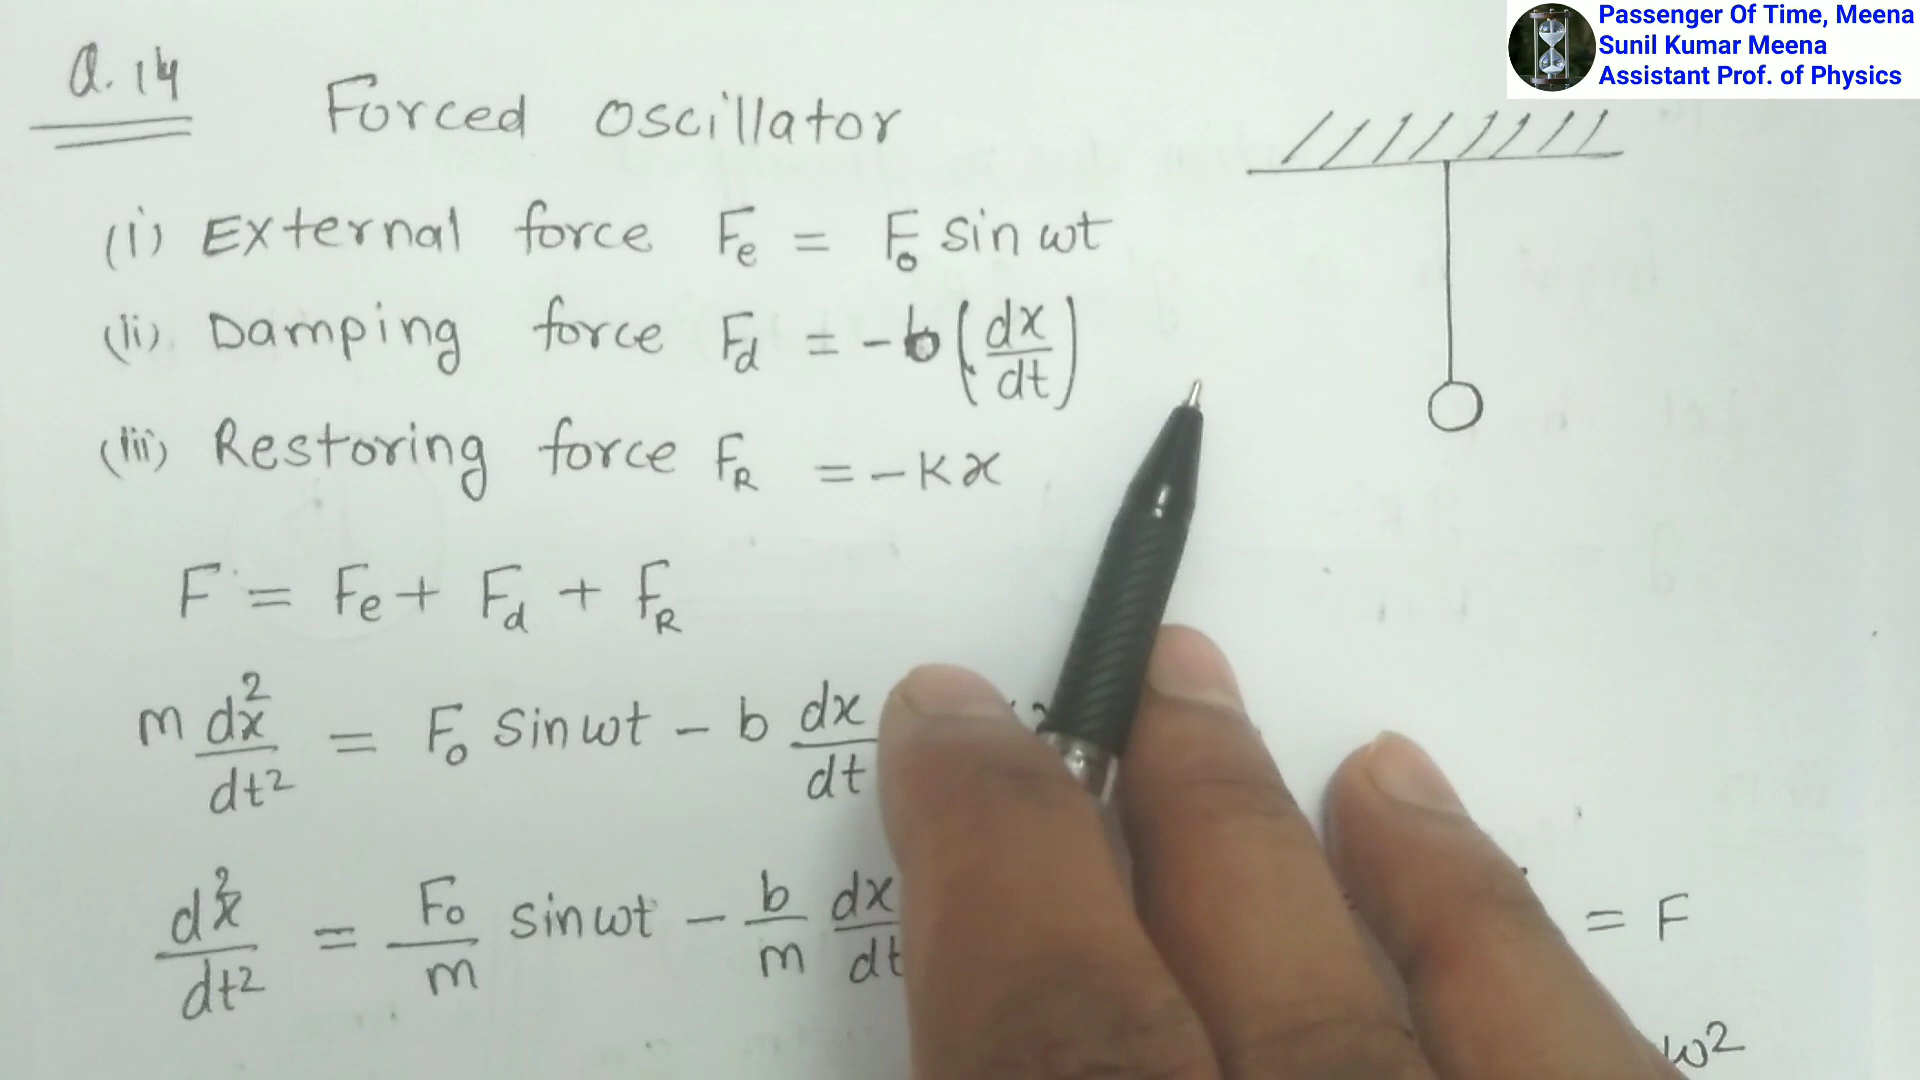 Passenger Of Time, Meena
Sunil Kumar Meena
Assistant Prof. of Physics
Q. 14
Forced oscillator
(i) External force Fe = F₀ sin ωt
(ii) Damping force Fd = -b (dx/dt)
(iii) Restoring force FR = -Kx
F = Fe + Fd + FR
m d²x/dt² = F₀ sin ωt - b dx/dt
d²x/dt² = F₀/m sin ωt - b/m dx/dt
= F
ω²